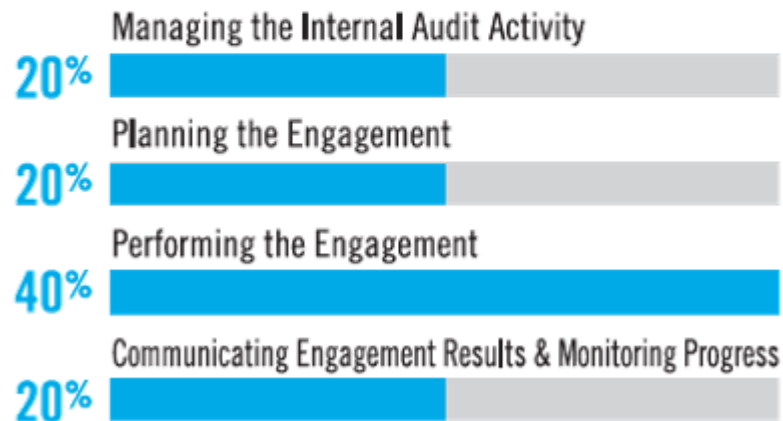 Managing the Internal Audit Activity
20%
Planning the Engagement
20%
Performing the Engagement
40%
Communicating Engagement Results & Monitoring Progress
20%